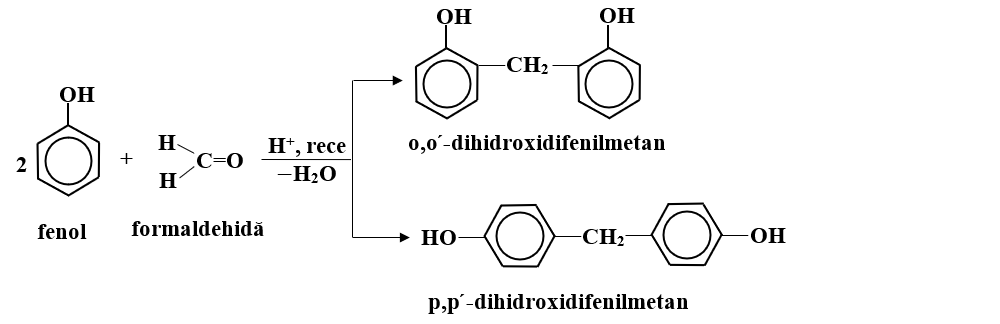 OH OH
CH₂
o,o´-dihidroxidifenilmetan
OH
2 + H
C=O
H
H⁺, rece
−H₂O
fenol formaldehidă
HO CH₂ OH
p,p´-dihidroxidifenilmetan